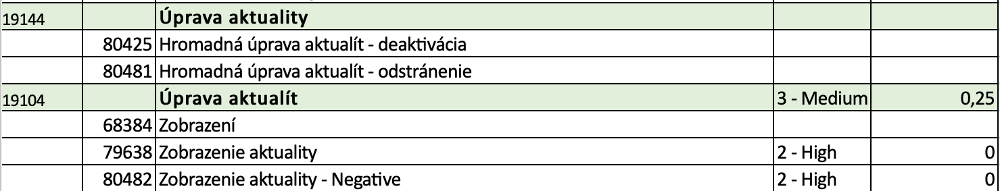 19144 Úprava aktuality
80425 Hromadná úprava aktualít - deaktivácia
80481 Hromadná úprava aktualít - odstránenie
19104 Úprava aktualít 3 - Medium 0,25
68384 Zobrazení
79638 Zobrazenie aktuality 2 - High 0
80482 Zobrazenie aktuality - Negative 2 - High 0